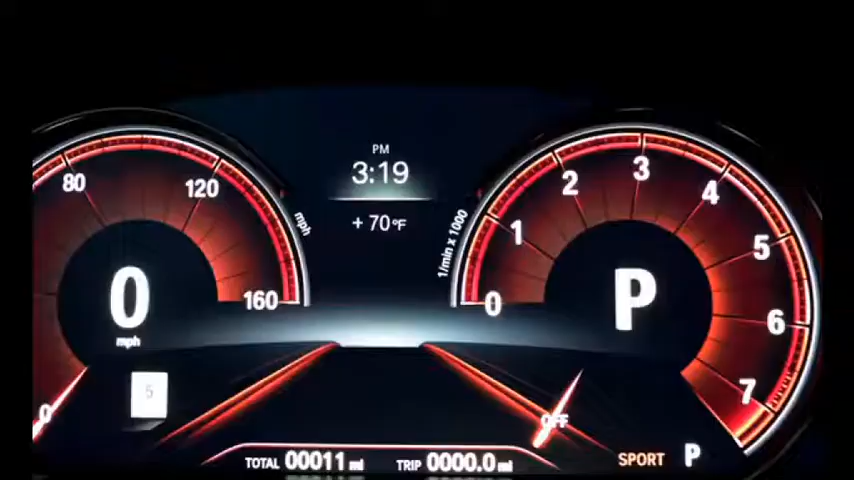 PM
3:19
+ 70°F
80
120
160
mph
0
mph
0
5
1/min x 1000
0
1
2
3
4
5
6
7
P
OFF
TOTAL 00011 mi
TRIP 0000.0 mi
SPORT P